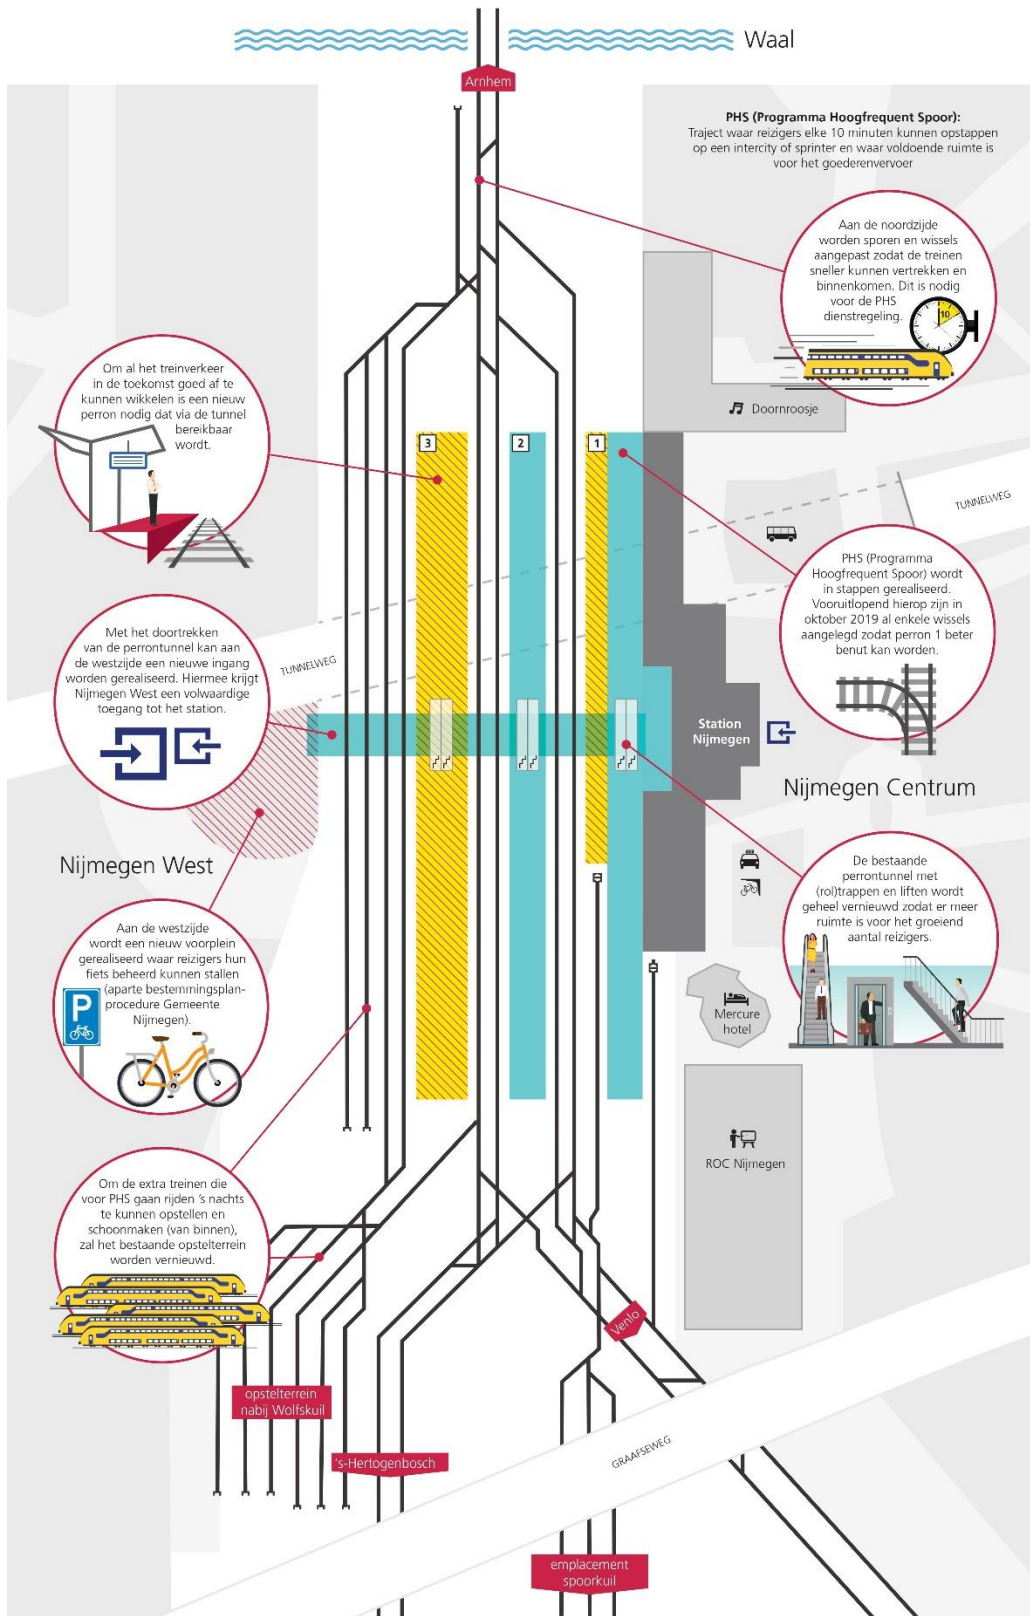 Waal
Arnhem
PHS (Programma Hoogfrequent Spoor):
Traject waar reizigers elke 10 minuten kunnen opstappen
op een intercity of sprinter en waar voldoende ruimte is
voor het goederenvervoer
Aan de noordzijde
worden sporen en wissels
aangepast zodat de treinen
sneller kunnen vertrekken en
binnenkomen. Dit is nodig
voor de PHS
dienstregeling.
10
Om al het treinverkeer
in de toekomst goed af te
kunnen wikkelen is een nieuw
perron nodig dat via de tunnel
bereikbaar
wordt.
Doornroosje
3
2
1
TUNNELWEG
PHS (Programma
Hoogfrequent Spoor) wordt
in stappen gerealiseerd.
Vooruitlopend hierop zijn in
oktober 2019 al enkele wissels
aangelegd zodat perron 1 beter
benut kan worden.
Met het doortrekken
van de perrontunnel kan aan
de westzijde een nieuwe ingang
worden gerealiseerd. Hiermee krijgt
Nijmegen West een volwaardige
toegang tot het station.
TUNNELWEG
Station
Nijmegen
Nijmegen Centrum
Nijmegen West
De bestaande
perrontunnel met
(rol)trappen en liften wordt
geheel vernieuwd zodat er meer
ruimte is voor het groeiend
aantal reizigers.
Aan de westzijde
wordt een nieuw voorplein
gerealiseerd waar reizigers hun
fiets beheerd kunnen stallen
(aparte bestemmingsplan-
procedure Gemeente
Nijmegen).
P
Mercure
hotel
ROC Nijmegen
Om de extra treinen die
voor PHS gaan rijden 's nachts
te kunnen opstellen en
schoonmaken (van binnen),
zal het bestaande opstelterrein
worden vernieuwd.
Venlo
opstelterrein
nabij Wolfskuil
's-Hertogenbosch
GRAAFSEWEG
emplacement
spoorkuil